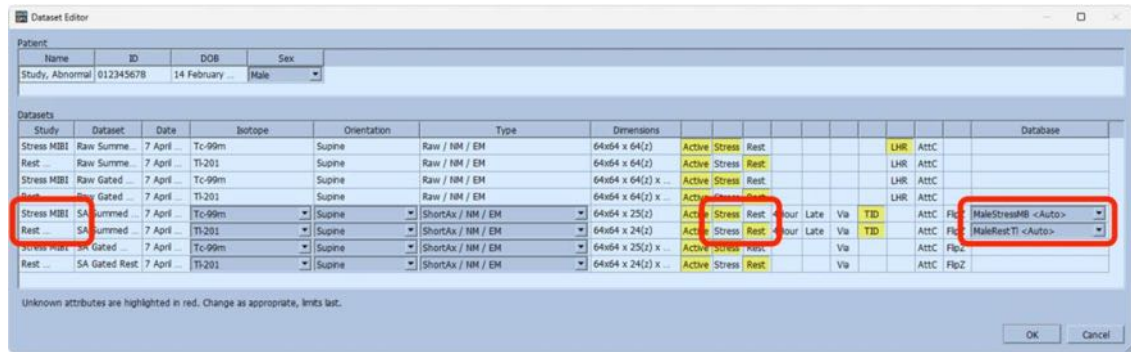 Dataset Editor
Patient
Name ID DOB Sex
Study, Abnormal 012345678 14 February ... Male
Datasets
Study Dataset Date Isotope Orientation Type Dimensions Database
Stress MIBI Raw Summe... 7 April ... Tc-99m Supine Raw / NM / EM 64x64 x 64(z) Active Stress Rest LHR AttC
Rest ... Raw Summe... 7 April ... Tl-201 Supine Raw / NM / EM 64x64 x 64(z) Active Stress Rest LHR AttC
Stress MIBI Raw Gated ... 7 April ... Tc-99m Supine Raw / NM / EM 64x64 x 64(z) x ... Active Stress Rest LHR AttC
Raw Gated ... 7 April ... Tl-201 Supine Raw / NM / EM 64x64 x 64(z) x ... Active LHR AttC
Stress MIBI SA Summed ... 7 April ... Tc-99m Supine ShortAx / NM / EM 64x64 x 25(z) Stress Rest Late Via TID AttC MaleStressMB <Auto>
Rest ... SA Summed ... 7 April ... Tl-201 Supine ShortAx / NM / EM 64x64 x 24(z) Stress Rest Late Via TID AttC MaleRestTl <Auto>
Stress MIBI SA Gated ... 7 April ... Tc-99m Supine ShortAx / NM / EM 64x64 x 25(z) x ... Active Stress Rest Via AttC FlipZ
Rest ... SA Gated Rest 7 April ... Tl-201 Supine ShortAx / NM / EM 64x64 x 24(z) x ... Active Stress Rest Via AttC FlipZ
Unknown attributes are highlighted in red. Change as appropriate, limits last.
OK Cancel